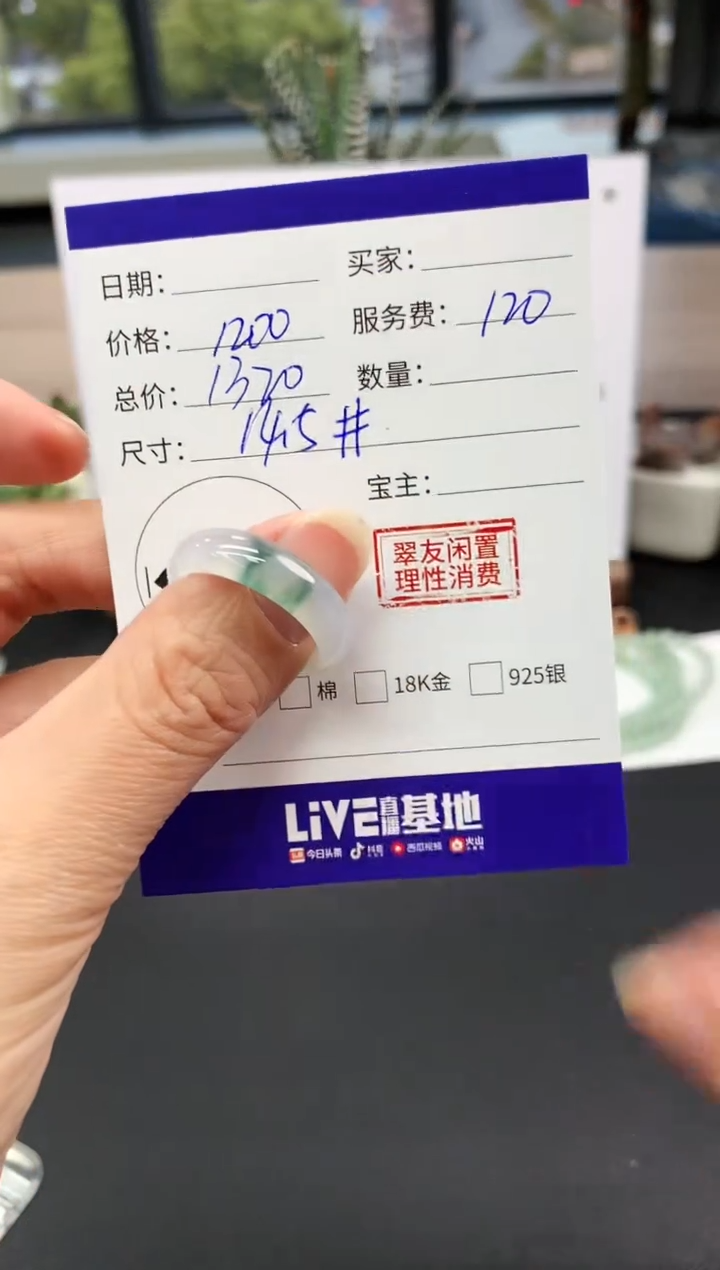 日期： 买家：
价格： 1200 服务费： 120
总价： 1320 数量：
尺寸： 14.5 #
宝主：
翠友闲置
理性消费
棉 18K金 925银
LiVE直播基地
今日头条 抖音 西瓜视频 火山